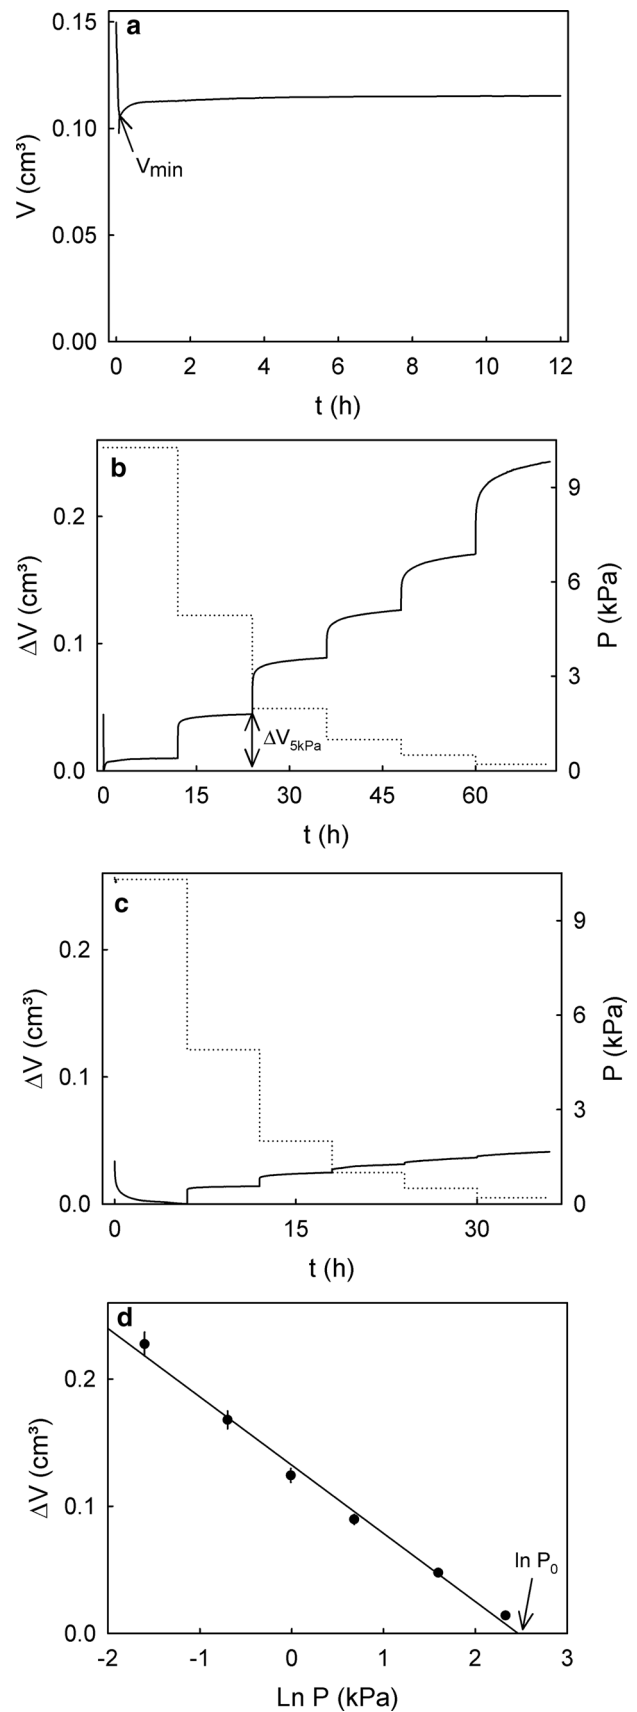 a
0.15
0.10
0.05
0.00
V (cm³)
Vmin
0 2 4 6 8 10 12
t (h)
b
0.2
0.1
0.0
ΔV (cm³)
9
6
3
0
P (kPa)
ΔV5kPa
0 15 30 45 60
t (h)
c
0.2
0.1
0.0
ΔV (cm³)
9
6
3
0
P (kPa)
0 15 30
t (h)
d
0.2
0.1
0.0
ΔV (cm³)
ln P0
-2 -1 0 1 2 3
Ln P (kPa)